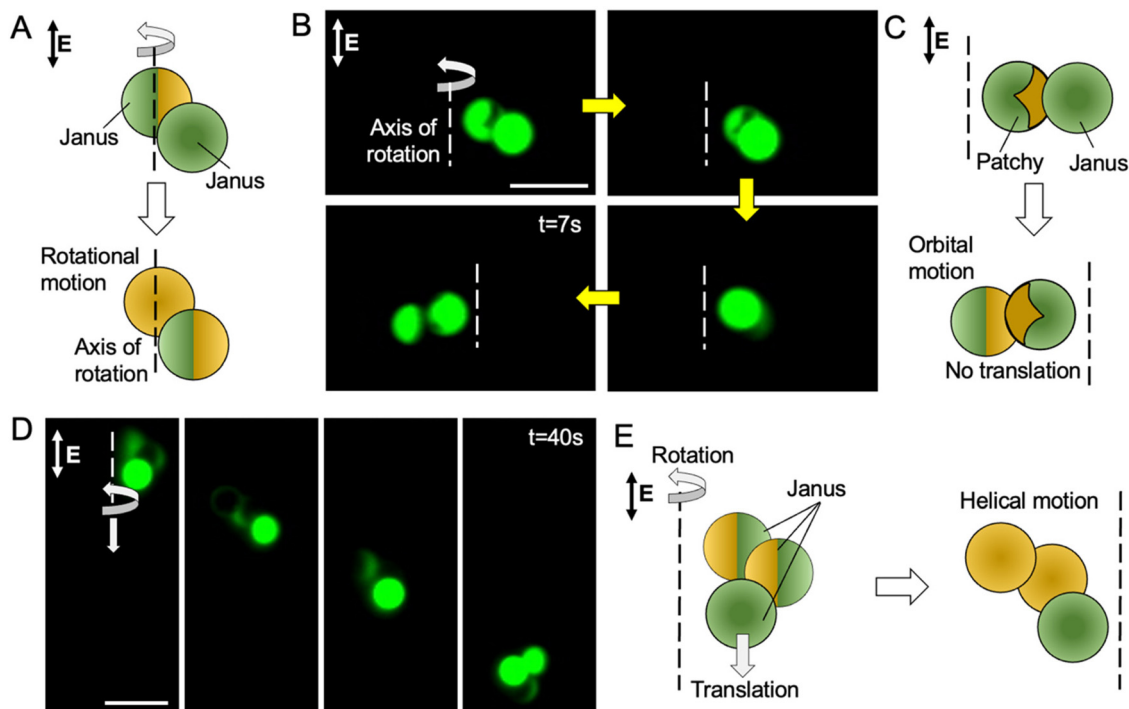 A
E
Janus
Janus
Rotational
motion
Axis of
rotation
B
E
Axis of
rotation
t=7s
C
E
Patchy
Janus
Orbital
motion
No translation
D
E
t=40s
E
Rotation
E
Janus
Translation
Helical motion